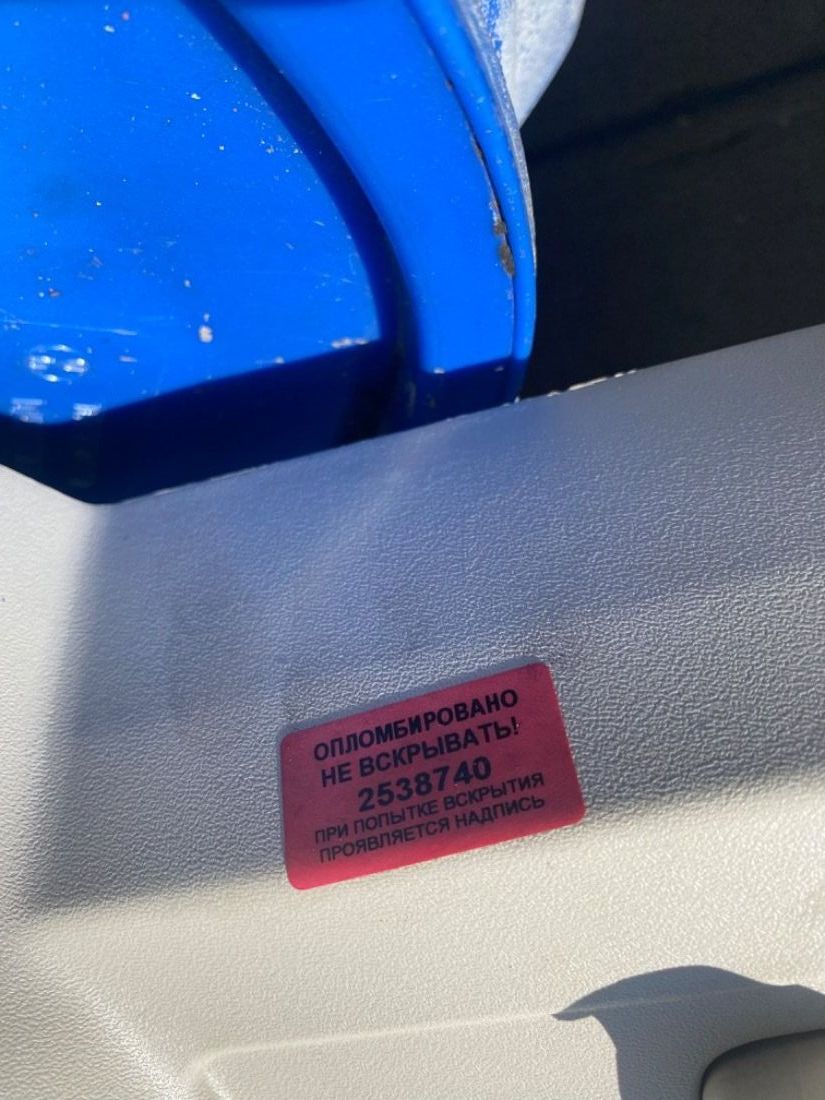 ОПЛОМБИРОВАНО
НЕ ВСКРЫВАТЬ!
2538740
ПРИ ПОПЫТКЕ ВСКРЫТИЯ
ПРОЯВЛЯЕТСЯ НАДПИСЬ